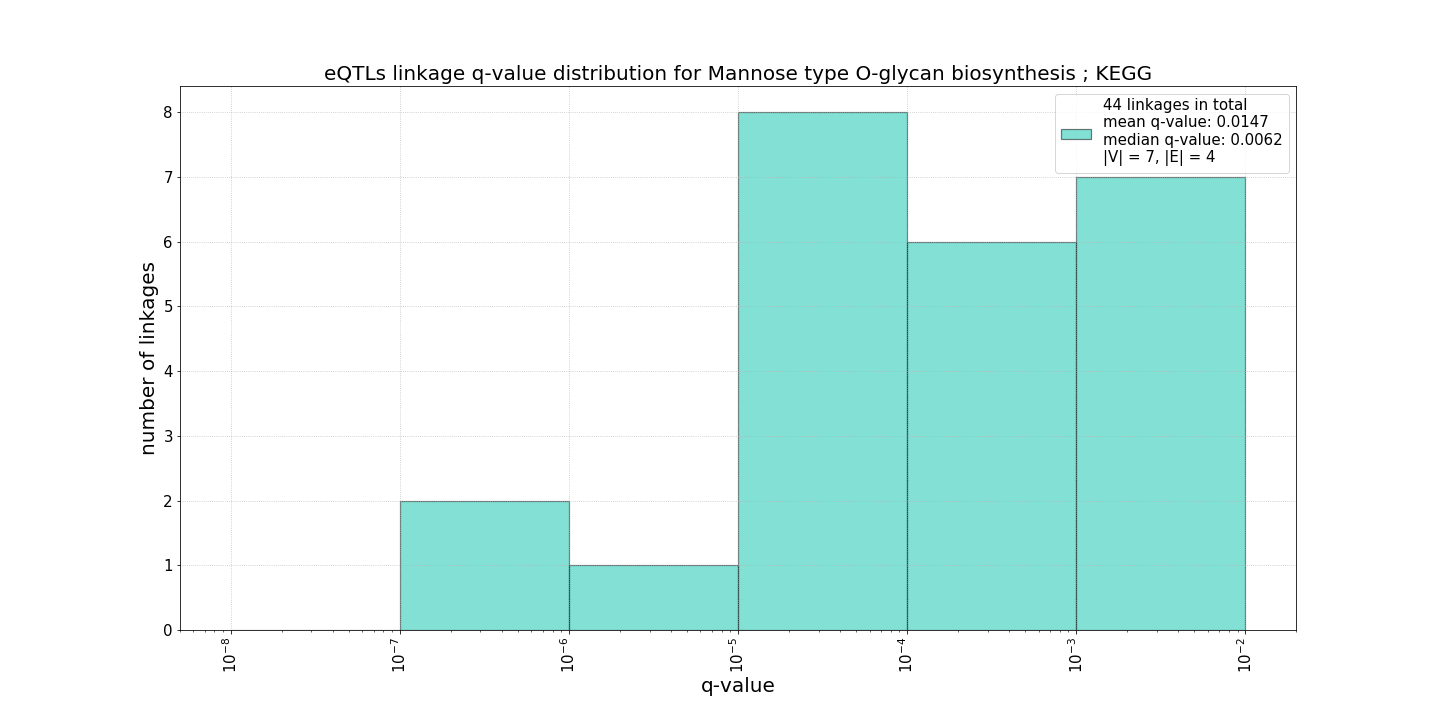 eQTLs linkage q-value distribution for Mannose type O-glycan biosynthesis ; KEGG
44 linkages in total
mean q-value: 0.0147
median q-value: 0.0062
|V| = 7, |E| = 4
number of linkages
8
7
6
5
4
3
2
1
0
10⁻⁸
10⁻⁷
10⁻⁶
10⁻⁵
10⁻⁴
10⁻³
10⁻²
q-value